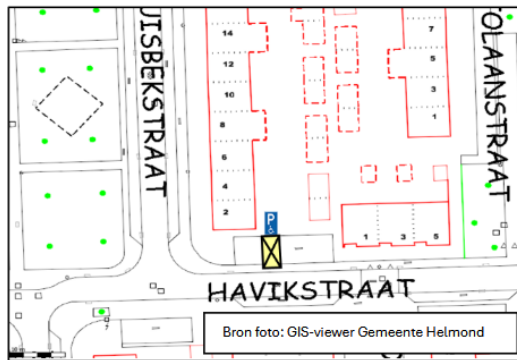 UISBEKSTRAAT
14
12
10
8
6
4
2
7
5
3
1
OLAANSTRAAT
P
1
3
5
HAVIKSTRAAT
Bron foto: GIS-viewer Gemeente Helmond